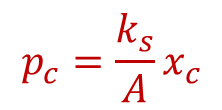 p_c = \frac{k_s}{A} x_c